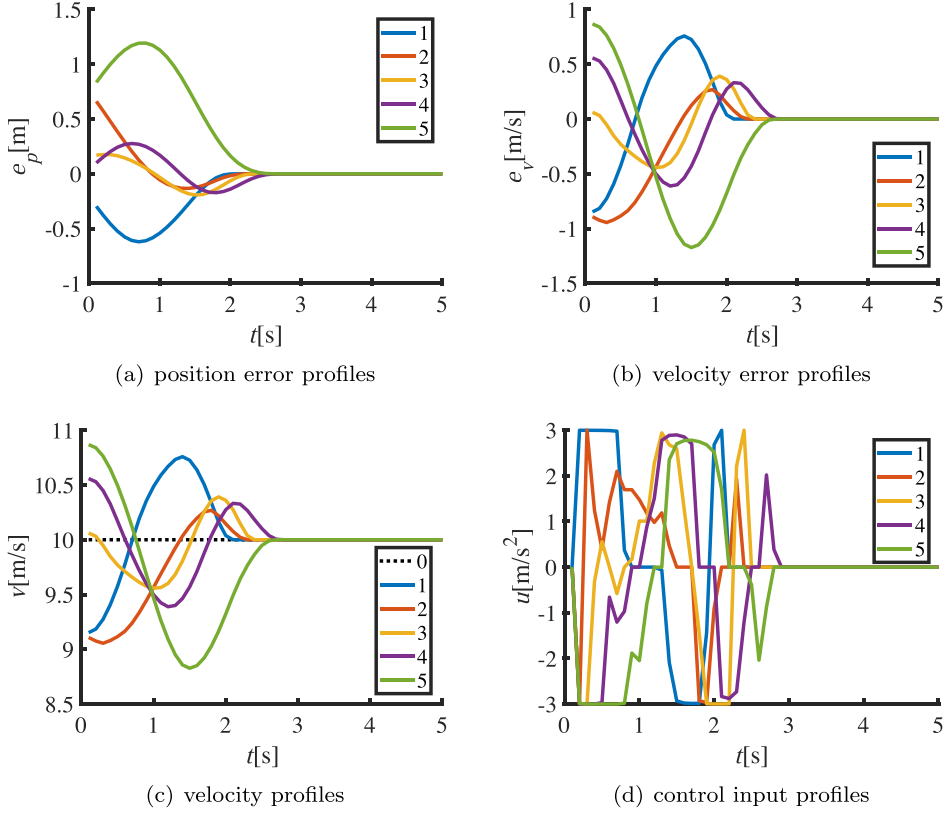 1.5
1
0.5
0
-0.5
-1
e_p[m]
0 1 2 3 4 5
t[s]
1
2
3
4
5
(a) position error profiles
1
0.5
0
-0.5
-1
-1.5
e_v[m/s]
0 1 2 3 4 5
t[s]
1
2
3
4
5
(b) velocity error profiles
11
10.5
10
9.5
9
8.5
v[m/s]
0 1 2 3 4 5
t[s]
0
1
2
3
4
5
(c) velocity profiles
3
2
1
0
-1
-2
-3
u[m/s²]
0 1 2 3 4 5
t[s]
1
2
3
4
5
(d) control input profiles